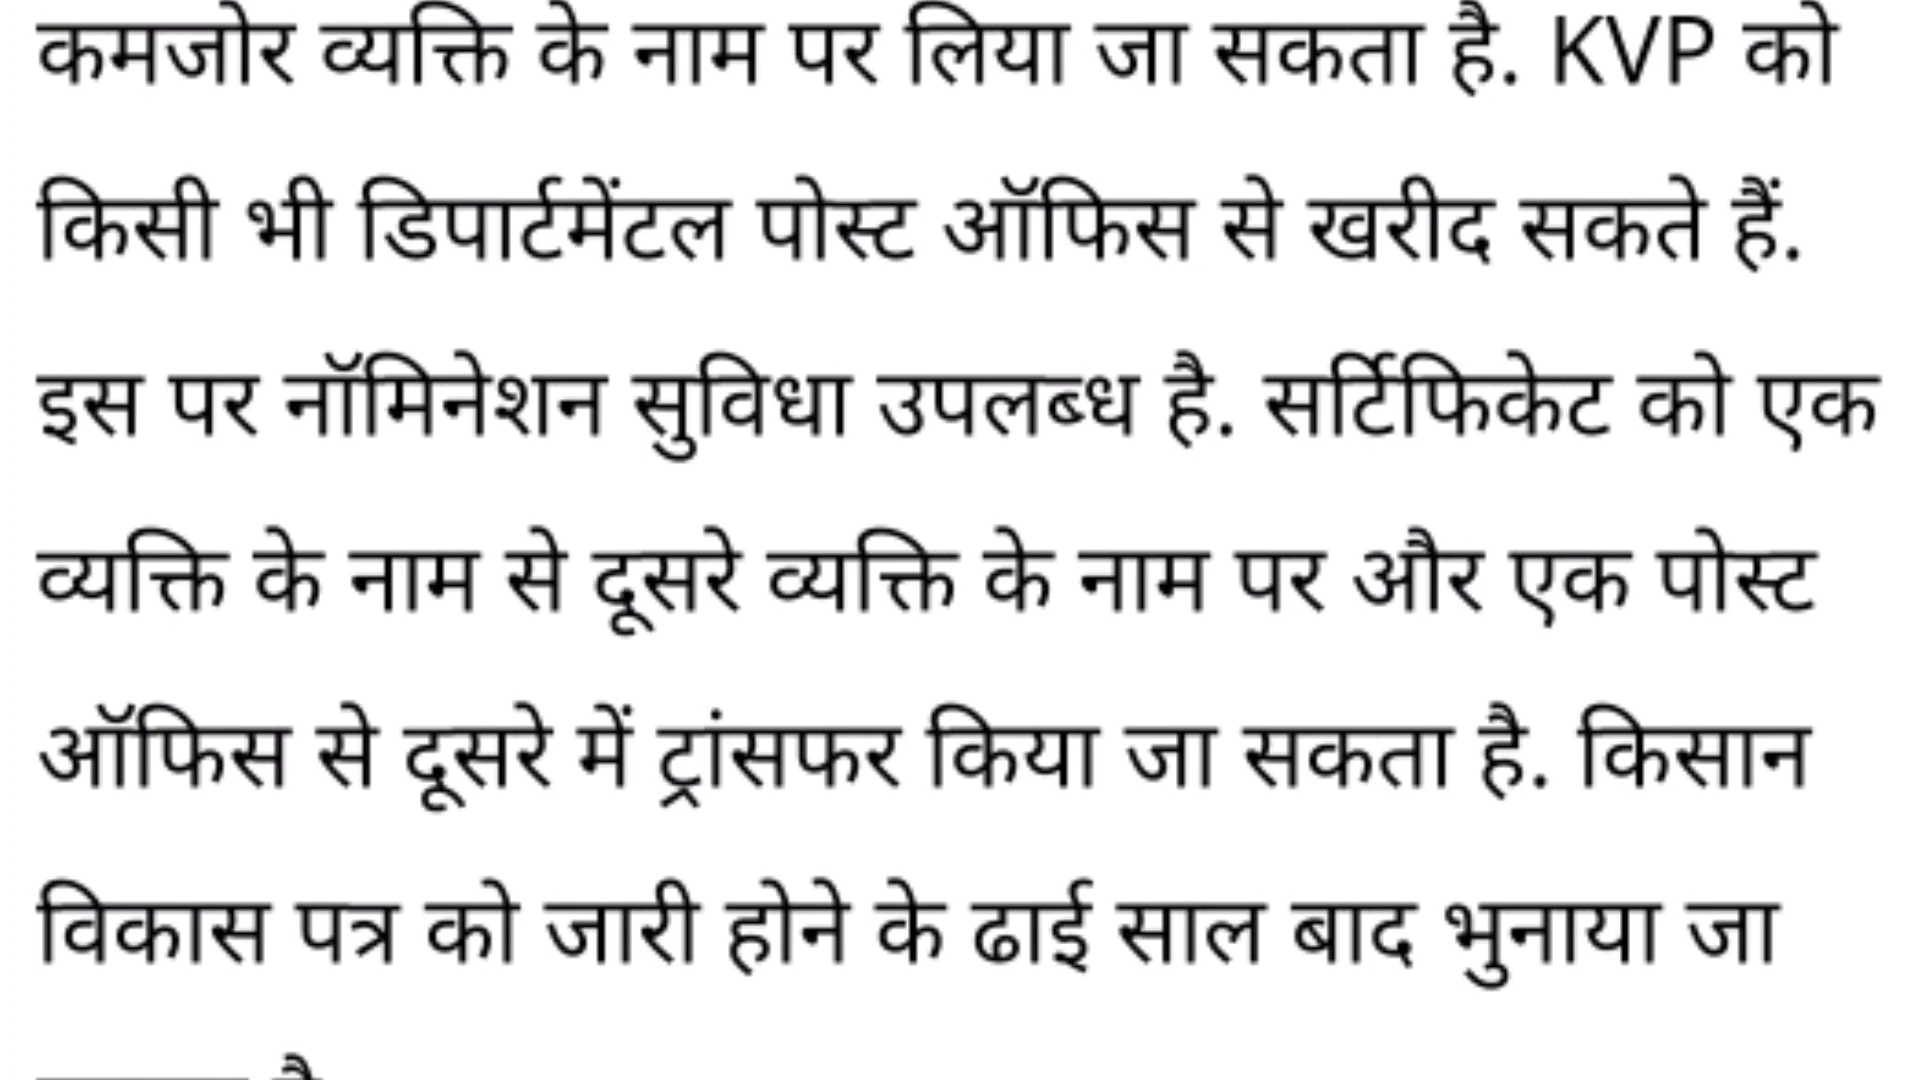 कमजोर व्यक्ति के नाम पर लिया जा सकता है. KVP को
किसी भी डिपार्टमेंटल पोस्ट ऑफिस से खरीद सकते हैं.
इस पर नॉमिनेशन सुविधा उपलब्ध है. सर्टिफिकेट को एक
व्यक्ति के नाम से दूसरे व्यक्ति के नाम पर और एक पोस्ट
ऑफिस से दूसरे में ट्रांसफर किया जा सकता है. किसान
विकास पत्र को जारी होने के ढाई साल बाद भुनाया जा